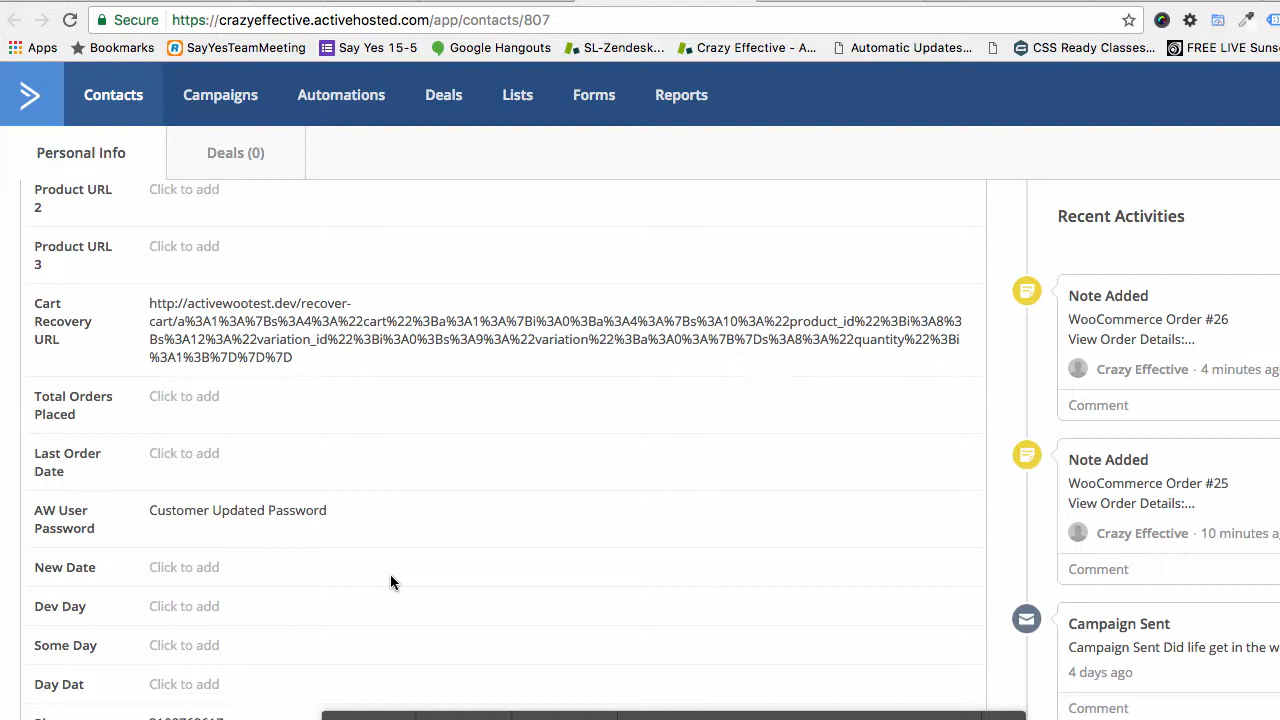 Secure https://crazyeffective.activehosted.com/app/contacts/807
Apps Bookmarks SayYesTeamMeeting Say Yes 15-5 Google Hangouts SL-Zendesk... Crazy Effective - A... Automatic Updates... CSS Ready Classes... FREE LIVE Suns
Contacts Campaigns Automations Deals Lists Forms Reports
Personal Info Deals (0)
Product URL
2
Click to add
Product URL
3
Click to add
Cart
Recovery
URL
http://activewootest.dev/recover-
cart/a%3A1%3A%7Bs%3A4%3A%22cart%22%3Ba%3A1%3A%7Bi%3A0%3Ba%3A4%3A%7Bs%3A10%3A%22product_id%22%3Bi%3A8%3
Bs%3A12%3A%22variation_id%22%3Bi%3A0%3Bs%3A9%3A%22variation%22%3Ba%3A0%3A%7B%7Ds%3A8%3A%22quantity%22%3Bi
%3A1%3B%7D%7D%7D
Total Orders
Placed
Click to add
Last Order
Date
Click to add
AW User
Password
Customer Updated Password
New Date Click to add
Dev Day Click to add
Some Day Click to add
Day Dat Click to add
Recent Activities
Note Added
WooCommerce Order #26
View Order Details:...
Crazy Effective · 4 minutes ag
Comment
Note Added
WooCommerce Order #25
View Order Details:...
Crazy Effective · 10 minutes a
Comment
Campaign Sent
Campaign Sent Did life get in the w
4 days ago
Comment